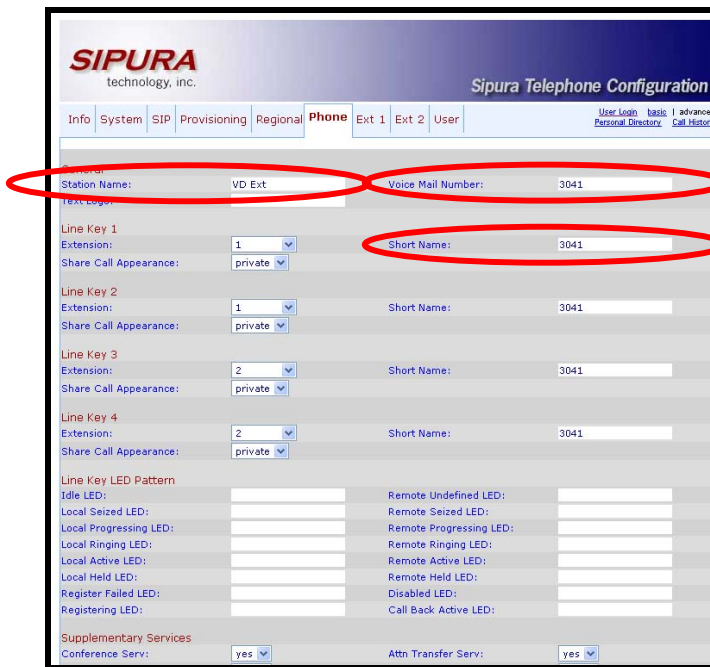 SIPURA
technology, inc.
Sipura Telephone Configuration
Info System SIP Provisioning Regional Phone Ext 1 Ext 2 User
User Login basic | advance
Personal Directory Call Histor
General
Station Name: VD Ext Voice Mail Number: 3041
Text Logo:
Line Key 1
Extension: 1 Short Name: 3041
Share Call Appearance: private
Line Key 2
Extension: 1 Short Name: 3041
Share Call Appearance: private
Line Key 3
Extension: 2 Short Name: 3041
Share Call Appearance: private
Line Key 4
Extension: 2 Short Name: 3041
Share Call Appearance: private
Line Key LED Pattern
Idle LED: Remote Undefined LED:
Local Seized LED: Remote Seized LED:
Local Progressing LED: Remote Progressing LED:
Local Ringing LED: Remote Ringing LED:
Local Active LED: Remote Active LED:
Local Held LED: Remote Held LED:
Register Failed LED: Disabled LED:
Registering LED: Call Back Active LED:
Supplementary Services
Conference Serv: yes Attn Transfer Serv: yes